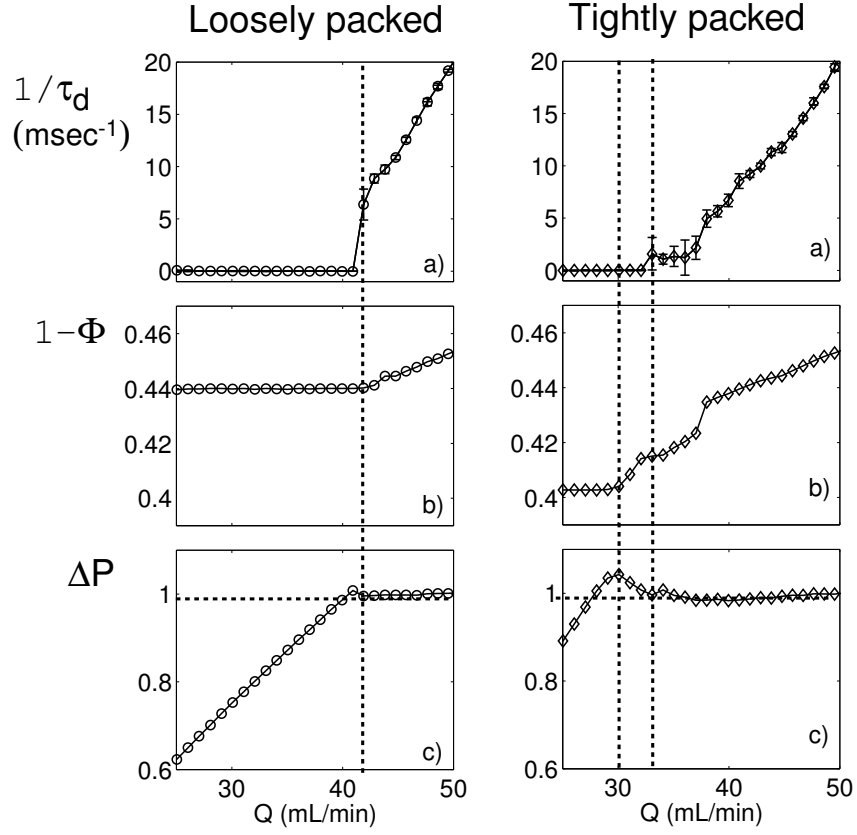 Loosely packed
Tightly packed
1/τd
(msec-1)
20
15
10
5
0
a)
20
15
10
5
0
a)
1-Φ
0.46
0.44
0.42
0.4
b)
0.46
0.44
0.42
0.4
b)
ΔP
1
0.8
0.6
c)
30
40
50
Q (mL/min)
1
0.8
0.6
c)
30
40
50
Q (mL/min)